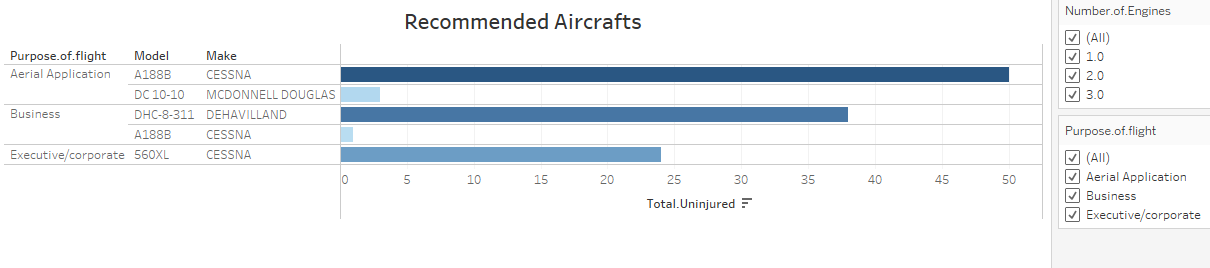 Recommended Aircrafts
Purpose.of.flight Model Make
Aerial Application A188B CESSNA
DC 10-10 MCDONNELL DOUGLAS
Business DHC-8-311 DEHAVILLAND
A188B CESSNA
Executive/corporate 560XL CESSNA
0 5 10 15 20 25 30 35 40 45 50
Total.Uninjured
Number.of.Engines
(All)
1.0
2.0
3.0
Purpose.of.flight
(All)
Aerial Application
Business
Executive/corporate